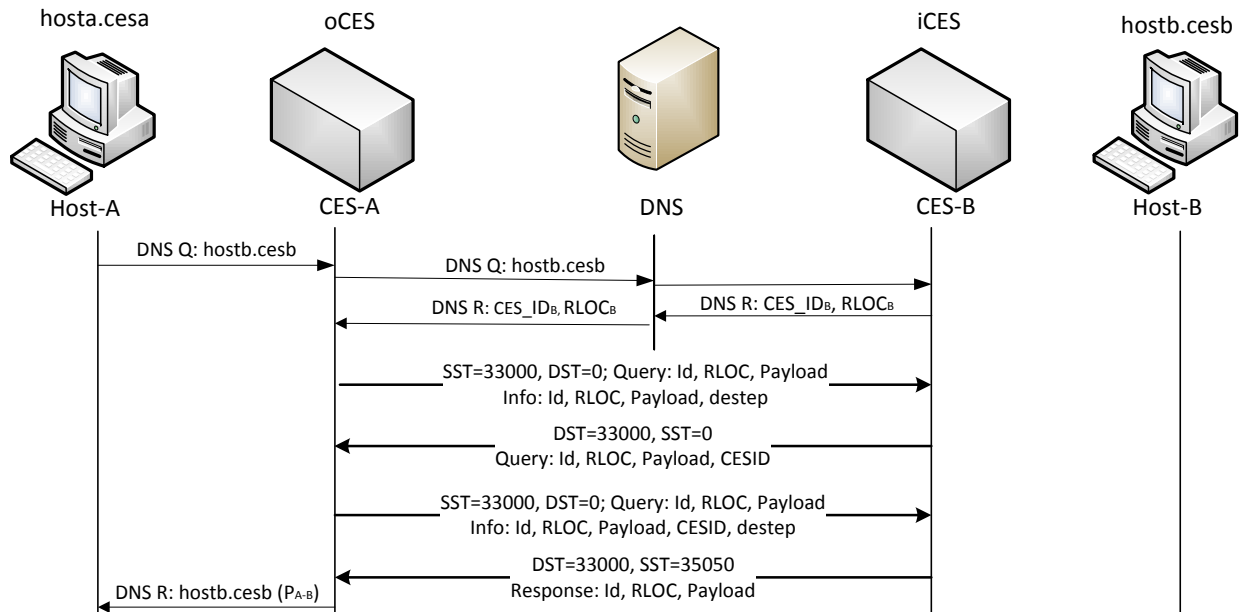 hosta.cesa
oCES
iCES
hostb.cesb
Host-A
CES-A
DNS
CES-B
Host-B
DNS Q: hostb.cesb
DNS Q: hostb.cesb
DNS R: CES_IDB, RLOCB
DNS R: CES_IDB, RLOCB
SST=33000, DST=0; Query: Id, RLOC, Payload
Info: Id, RLOC, Payload, destep
DST=33000, SST=0
Query: Id, RLOC, Payload, CESID
SST=33000, DST=0; Query: Id, RLOC, Payload
Info: Id, RLOC, Payload, CESID, destep
DST=33000, SST=35050
Response: Id, RLOC, Payload
DNS R: hostb.cesb (PA-B)